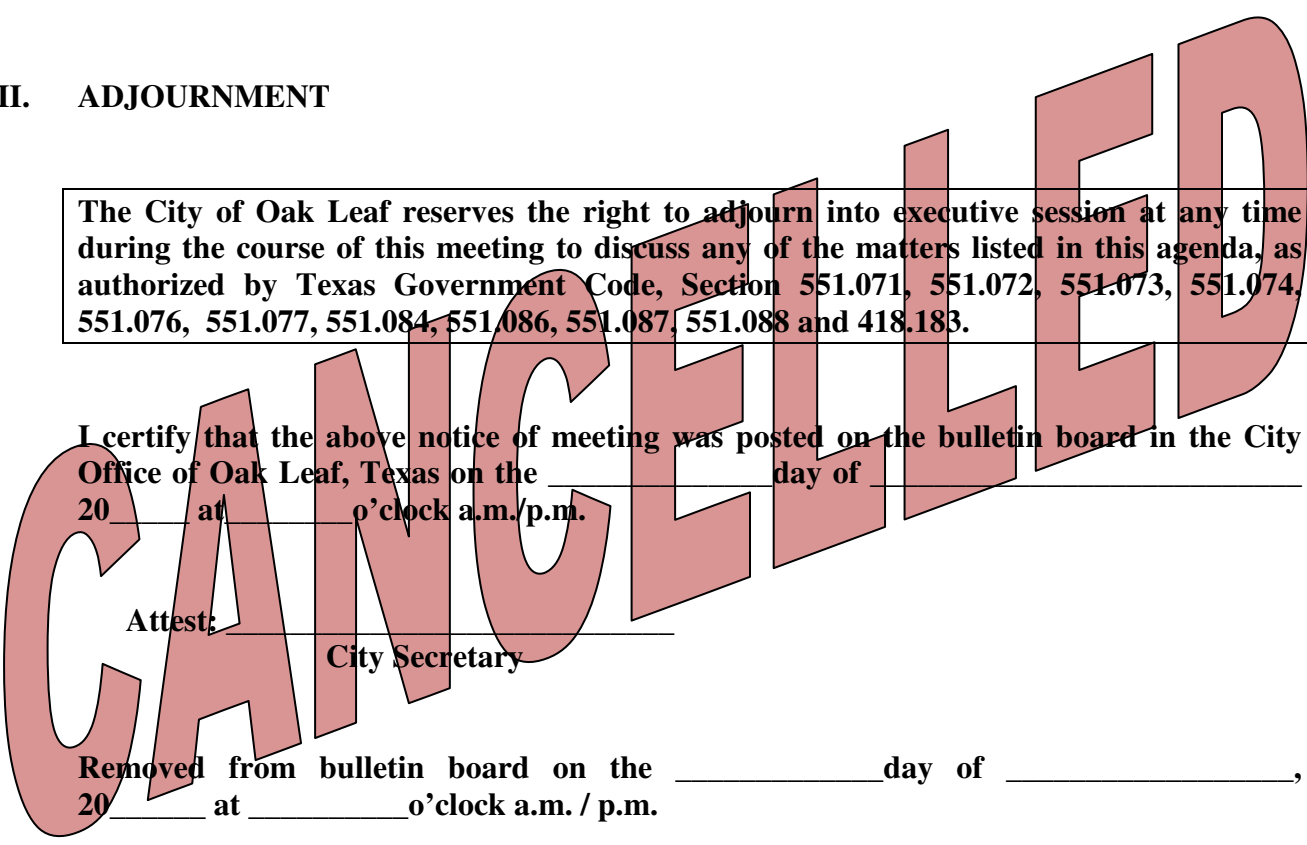 II. ADJOURNMENT
The City of Oak Leaf reserves the right to adjourn into executive session at any time
during the course of this meeting to discuss any of the matters listed in this agenda, as
authorized by Texas Government Code, Section 551.071, 551.072, 551.073, 551.074,
551.076, 551.077, 551.084, 551.086, 551.087, 551.088 and 418.183.
I certify that the above notice of meeting was posted on the bulletin board in the City
Office of Oak Leaf, Texas on the ______________day of ___________________________
20_____ at________o’clock a.m./p.m.
Attest: ____________________________
City Secretary
Removed from bulletin board on the _____________day of __________________,
20______ at __________o’clock a.m. / p.m.
CANCELLED